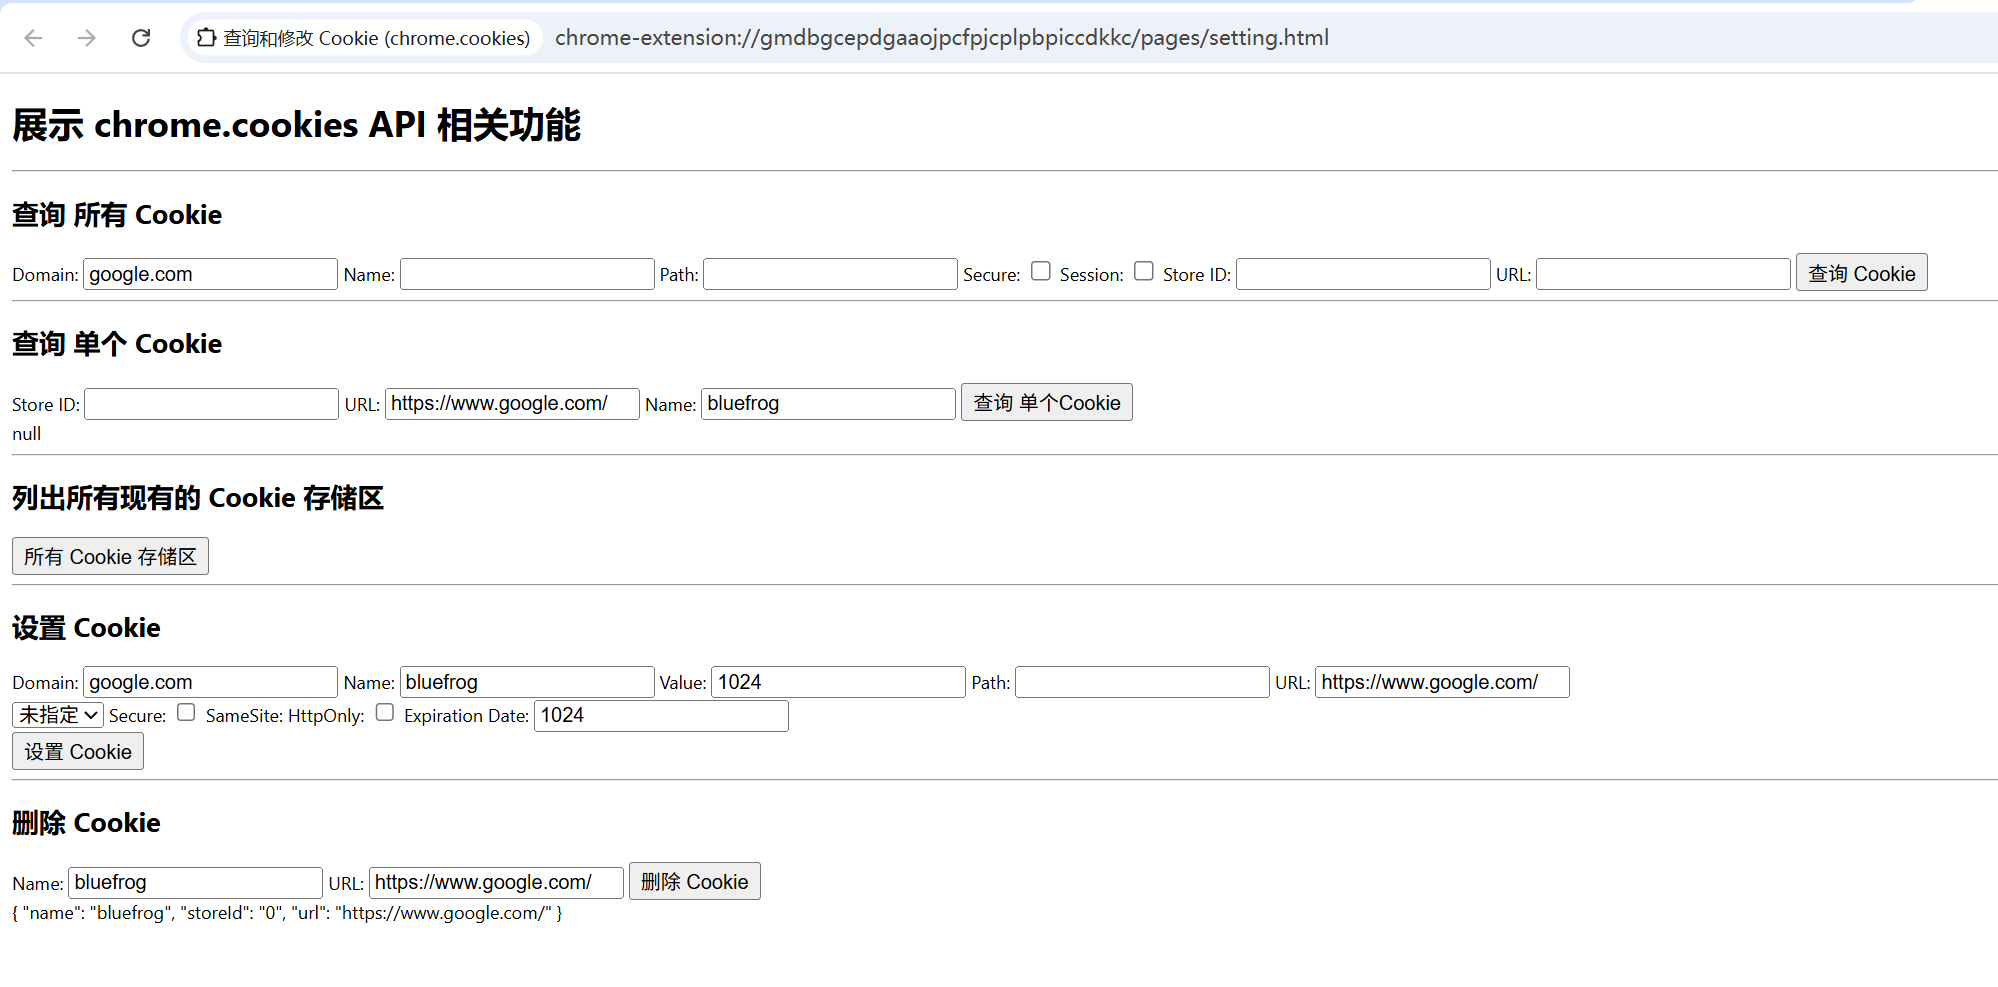 查询和修改 Cookie (chrome.cookies) chrome-extension://gmdbgcepdgaaojpcfpjcplpbpiccdkkc/pages/setting.html
展示 chrome.cookies API 相关功能
查询 所有 Cookie
Domain: google.com Name: Path: Secure: Session: Store ID: URL: 查询 Cookie
查询 单个 Cookie
Store ID: URL: https://www.google.com/ Name: bluefrog 查询 单个Cookie
null
列出所有现有的 Cookie 存储区
所有 Cookie 存储区
设置 Cookie
Domain: google.com Name: bluefrog Value: 1024 Path: URL: https://www.google.com/
未指定 Secure: SameSite: HttpOnly: Expiration Date: 1024
设置 Cookie
删除 Cookie
Name: bluefrog URL: https://www.google.com/ 删除 Cookie
{ "name": "bluefrog", "storeId": "0", "url": "https://www.google.com/" }